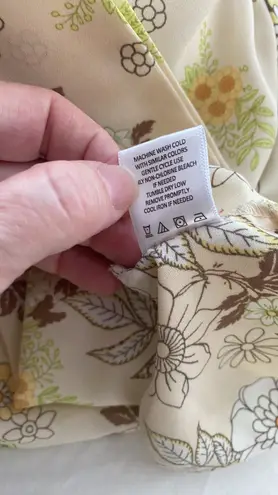 MACHINE WASH COLD
WITH SIMILAR COLORS
GENTLE CYCLE USE
NON-CHLORINE BLEACH
IF NEEDED
TUMBLE DRY LOW
REMOVE PROMPTLY
COOL IRON IF NEEDED